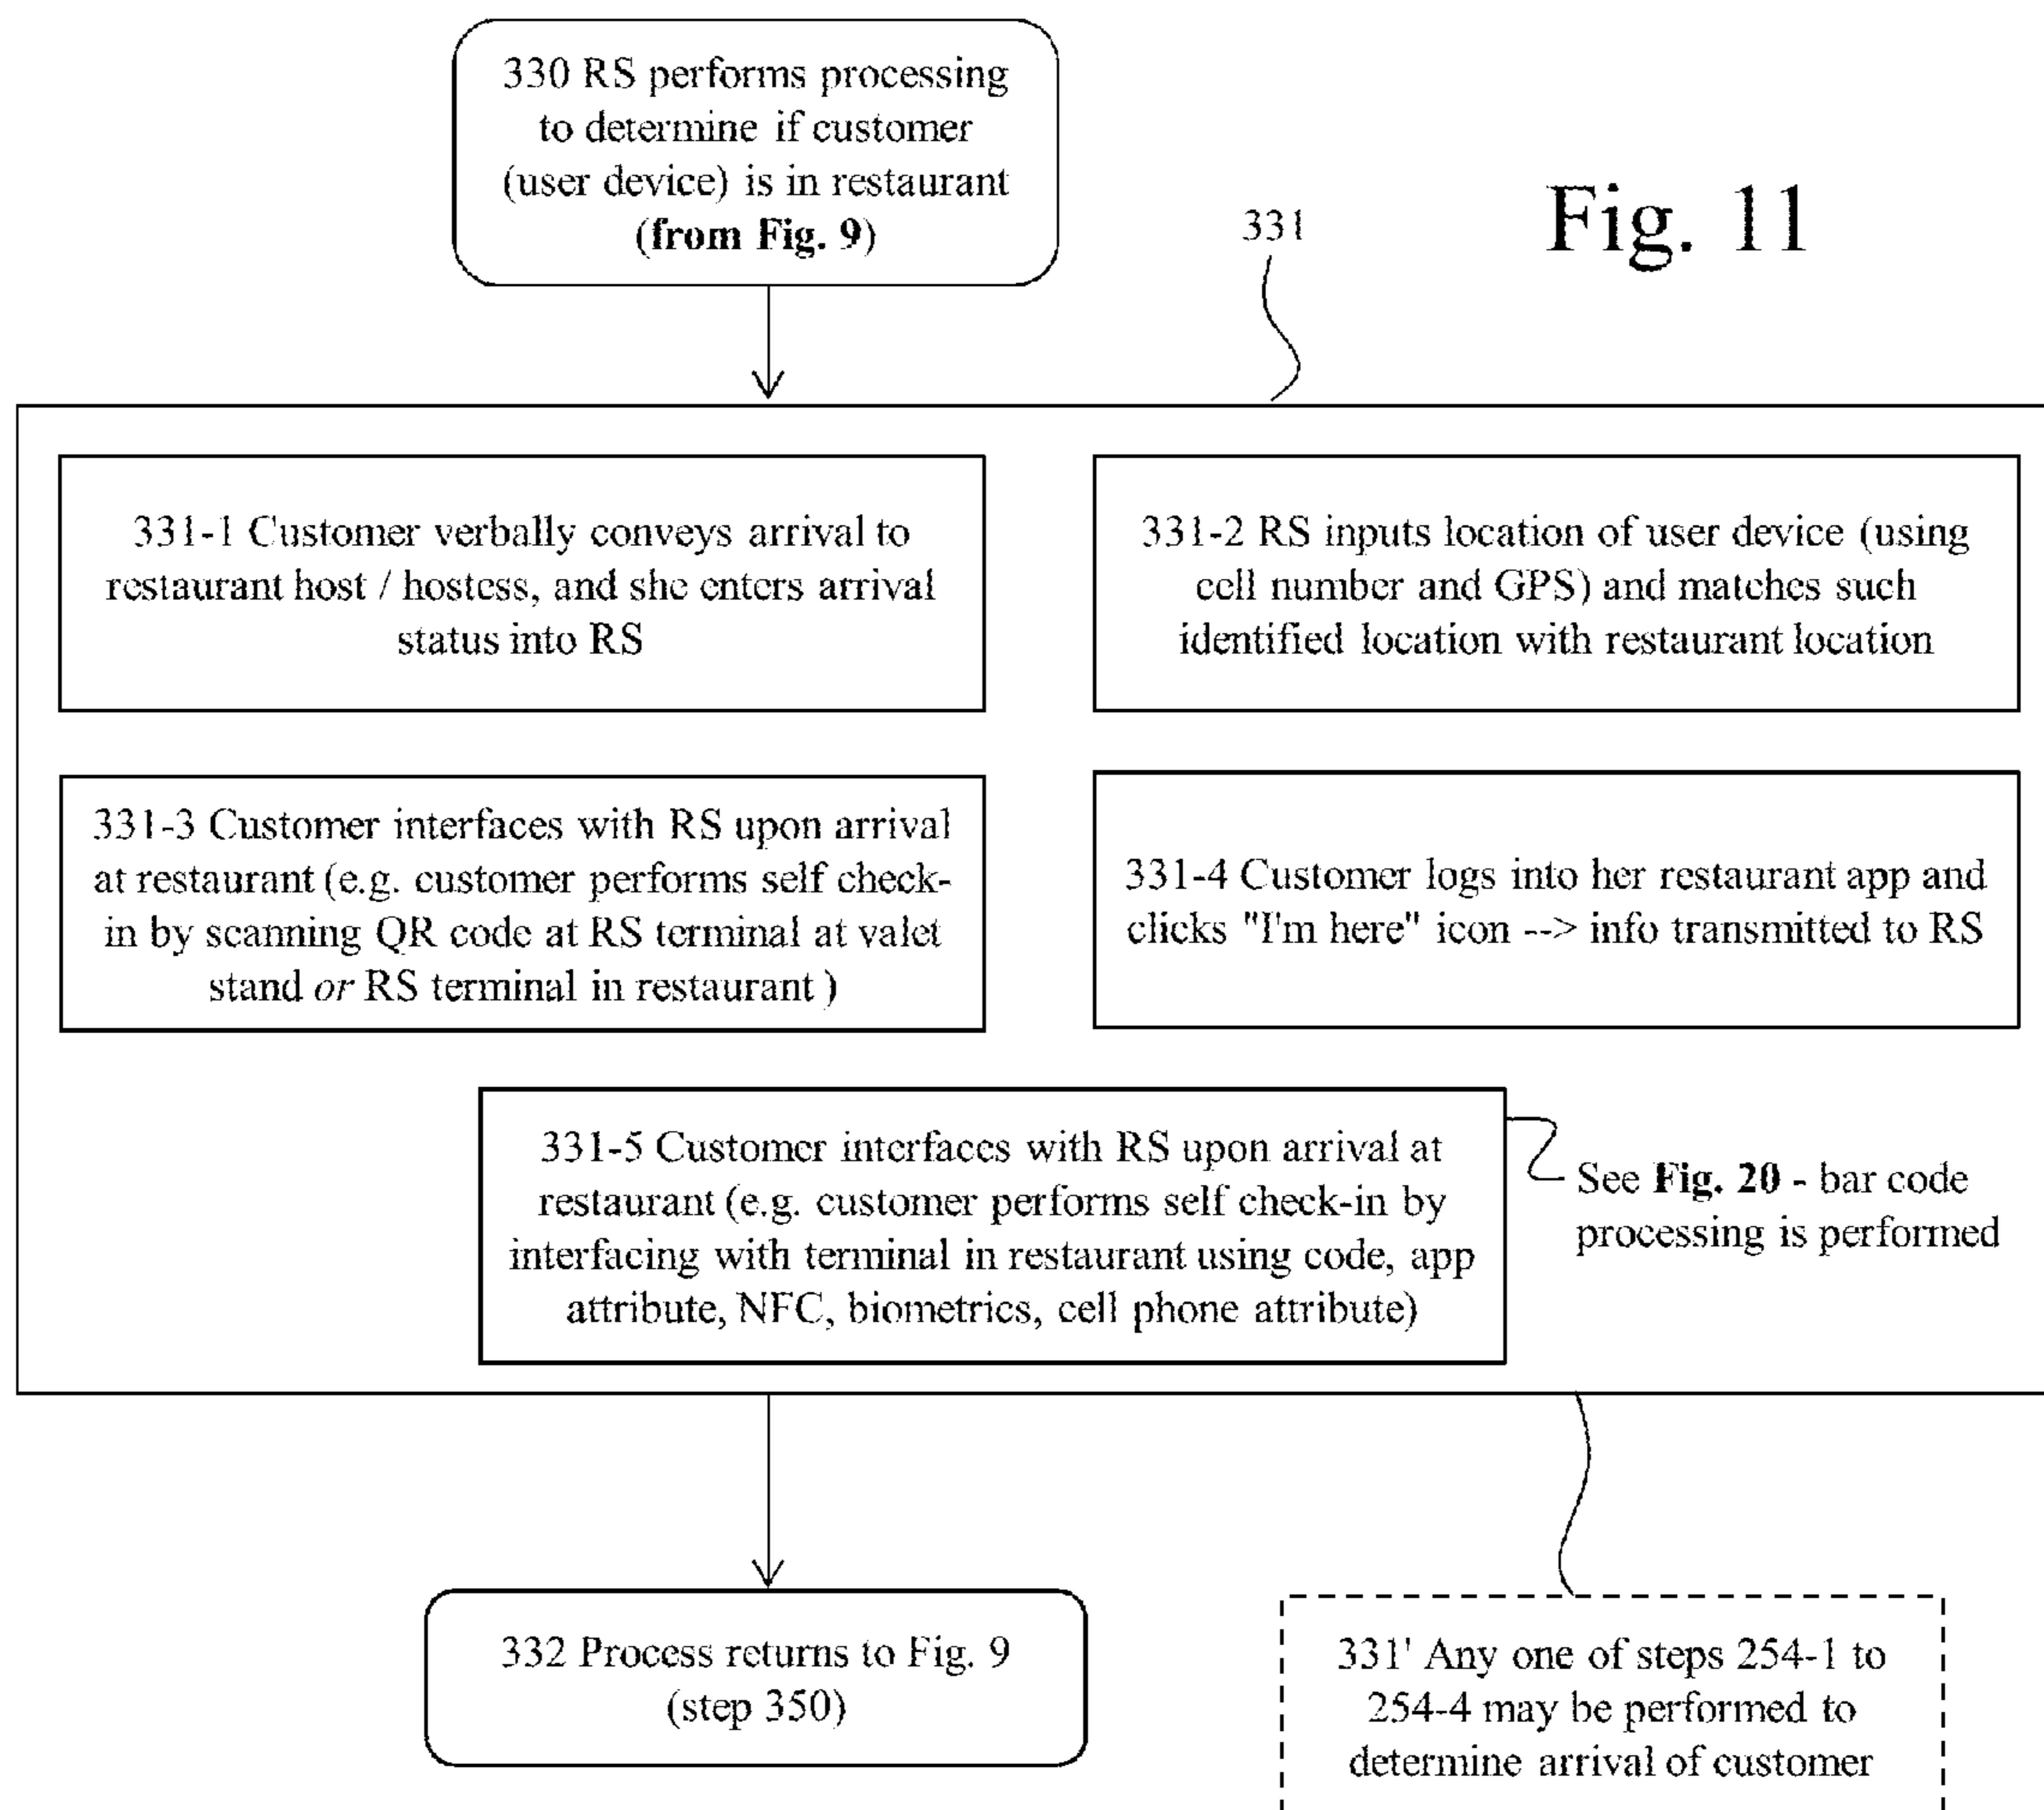 330 RS performs processing
to determine if customer
(user device) is in restaurant
(from Fig. 9)
331
Fig. 11
331-1 Customer verbally conveys arrival to
restaurant host / hostess, and she enters arrival
status into RS
331-2 RS inputs location of user device (using
cell number and GPS) and matches such
identified location with restaurant location
331-3 Customer interfaces with RS upon arrival
at restaurant (e.g. customer performs self check-
in by scanning QR code at RS terminal at valet
stand or RS terminal in restaurant )
331-4 Customer logs into her restaurant app and
clicks "I'm here" icon --> info transmitted to RS
331-5 Customer interfaces with RS upon arrival at
restaurant (e.g. customer performs self check-in by
interfacing with terminal in restaurant using code, app
attribute, NFC, biometrics, cell phone attribute)
See Fig. 20 - bar code
processing is performed
332 Process returns to Fig. 9
(step 350)
331' Any one of steps 254-1 to
254-4 may be performed to
determine arrival of customer